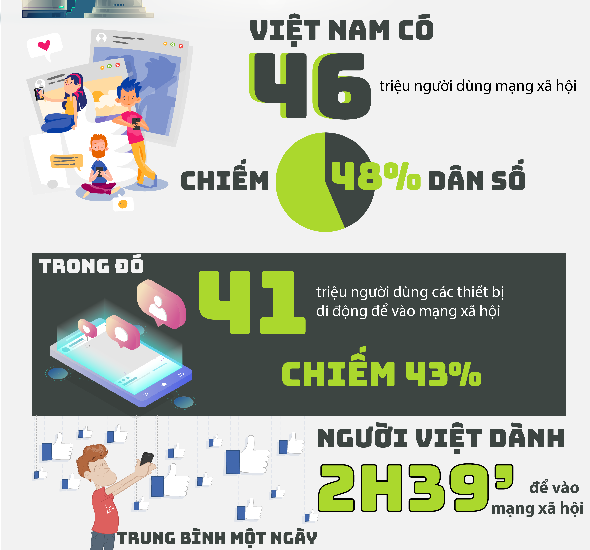 VIỆT NAM CÓ
46
triệu người dùng mạng xã hội
CHIẾM 48% DÂN SỐ
TRONG ĐÓ
41
triệu người dùng các thiết bị
di động để vào mạng xã hội
CHIẾM 43%
NGƯỜI VIỆT DÀNH
2H39’
để vào
mạng xã hội
TRUNG BÌNH MỘT NGÀY